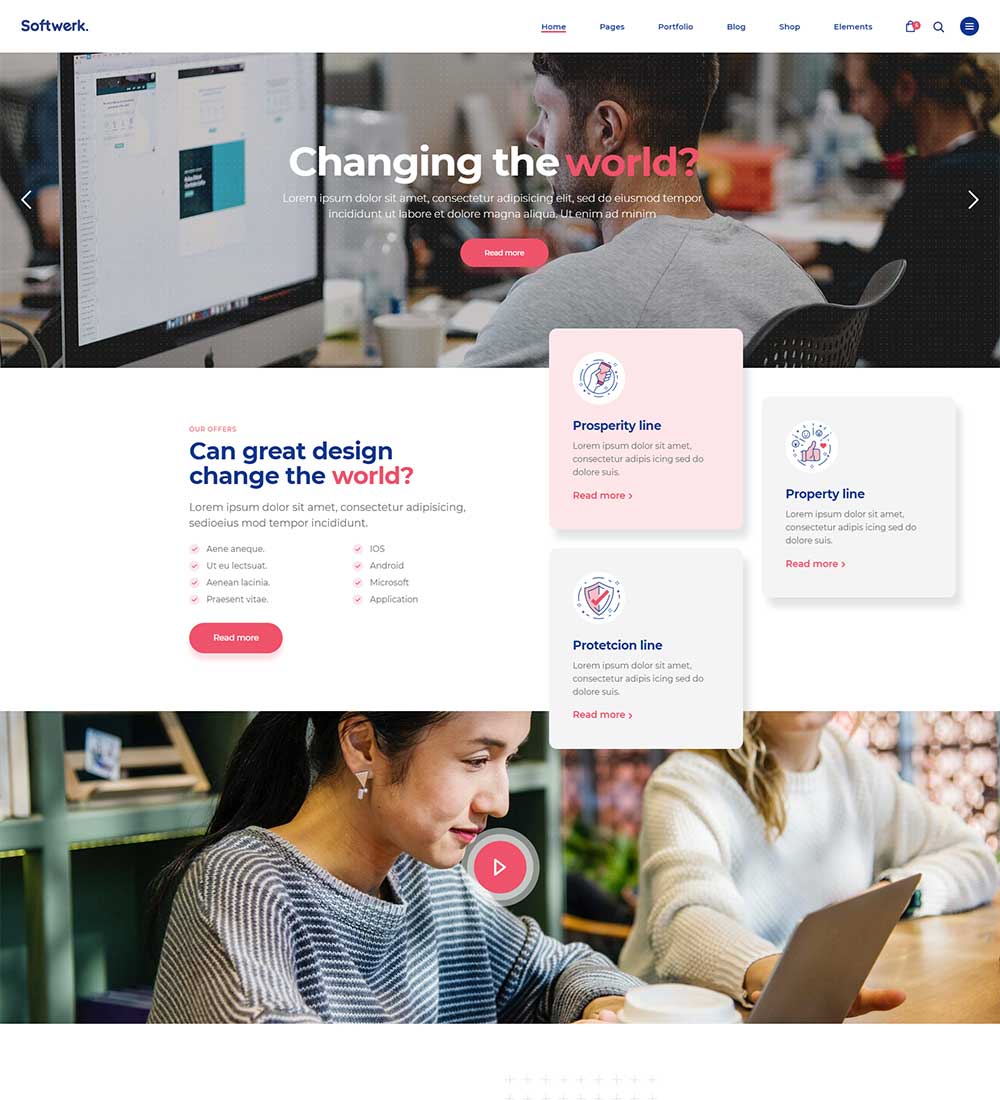 Softwerk.
Home Pages Portfolio Blog Shop Elements
Changing the world?
Lorem ipsum dolor sit amet, consectetur adipisicing elit, sed do eiusmod tempor
incididunt ut labore et dolore magna aliqua. Ut enim ad minim
Read more
OUR OFFERS
Can great design
change the world?
Lorem ipsum dolor sit amet, consectetur adipisicing,
sedioeius mod tempor incididunt.
Aene aneque.
Ut eu lectsuat.
Aenean lacinia.
Praesent vitae.
IOS
Android
Microsoft
Application
Read more
Prosperity line
Lorem ipsum dolor sit amet,
consectetur adipis icing sed do
dolore suis.
Read more
Protetcion line
Lorem ipsum dolor sit amet,
consectetur adipis icing sed do
dolore suis.
Read more
Property line
Lorem ipsum dolor sit amet,
consectetur adipis icing sed do
dolore suis.
Read more